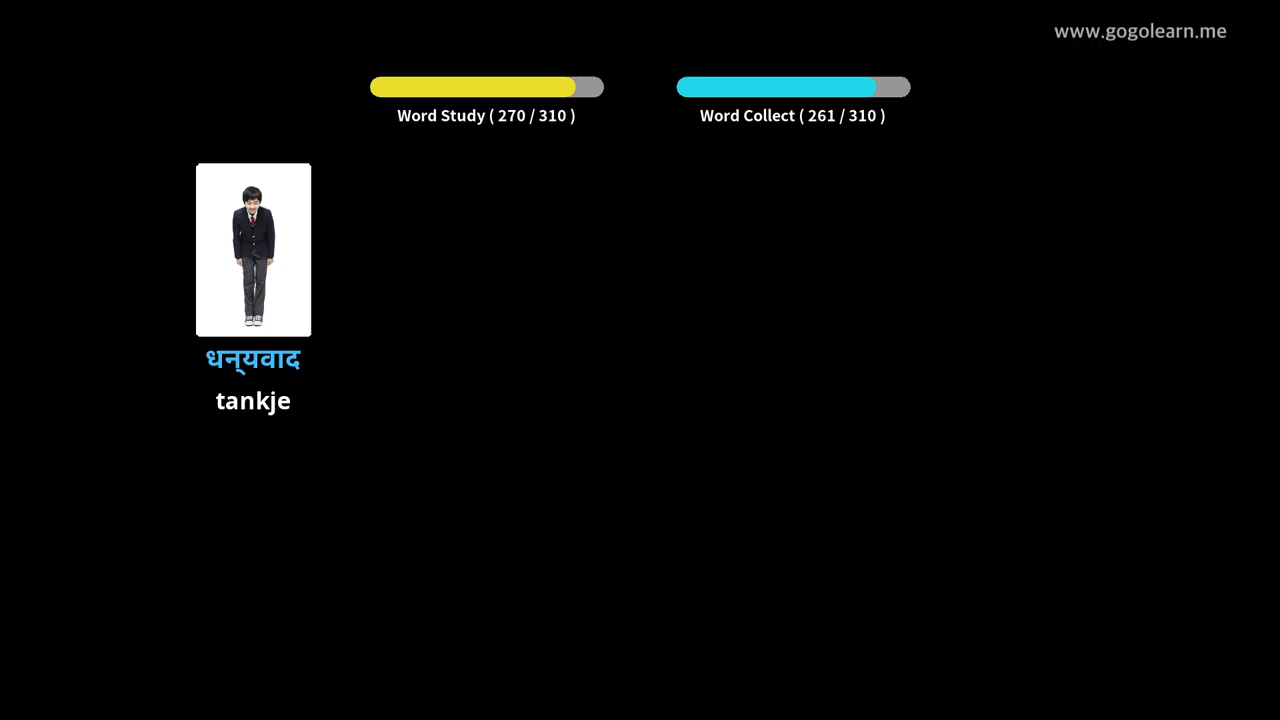 www.gogolearn.me
Word Study ( 270 / 310 )
Word Collect ( 261 / 310 )
धन्यवाद
tankje